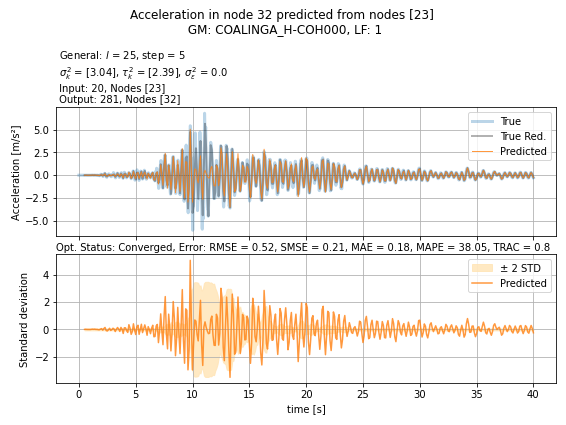 Acceleration in node 32 predicted from nodes [23]
GM: COALINGA_H-COH000, LF: 1
General: l = 25, step = 5
σ²ₖ = [3.04], τ²ₖ = [2.39], σ²ε = 0.0
Input: 20, Nodes [23]
Output: 281, Nodes [32]
Acceleration [m/s²]
5.0
2.5
0.0
−2.5
−5.0
True
True Red.
Predicted
Opt. Status: Converged, Error: RMSE = 0.52, SMSE = 0.21, MAE = 0.18, MAPE = 38.05, TRAC = 0.8
Standard deviation
4
2
0
−2
± 2 STD
Predicted
0 5 10 15 20 25 30 35 40
time [s]